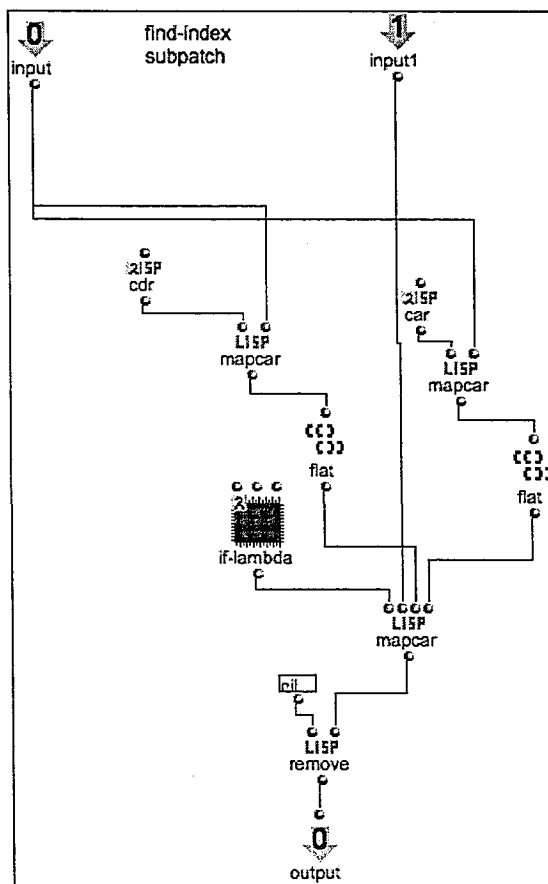 0
find-index
subpatch
1
input
input1
LISP
cdr
LISP
car
LISP
mapcar
LISP
mapcar
flat
flat
if-lambda
LISP
mapcar
nil
LISP
remove
0
output